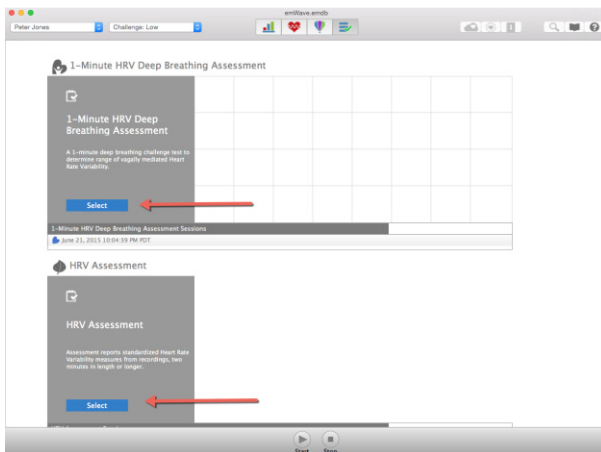 emWave.emdb
Peter Jones
Challenge: Low
1-Minute HRV Deep Breathing Assessment
1-Minute HRV Deep
Breathing Assessment
A 1-minute deep breathing challenge test to
determine range of vagally mediated Heart
Rate Variability.
Select
1-Minute HRV Deep Breathing Assessment Sessions
June 21, 2015 10:04:39 PM PDT
HRV Assessment
HRV Assessment
Assessment reports standardized Heart Rate
Variability measures from recordings, two
minutes in length or longer.
Select
Start Stop